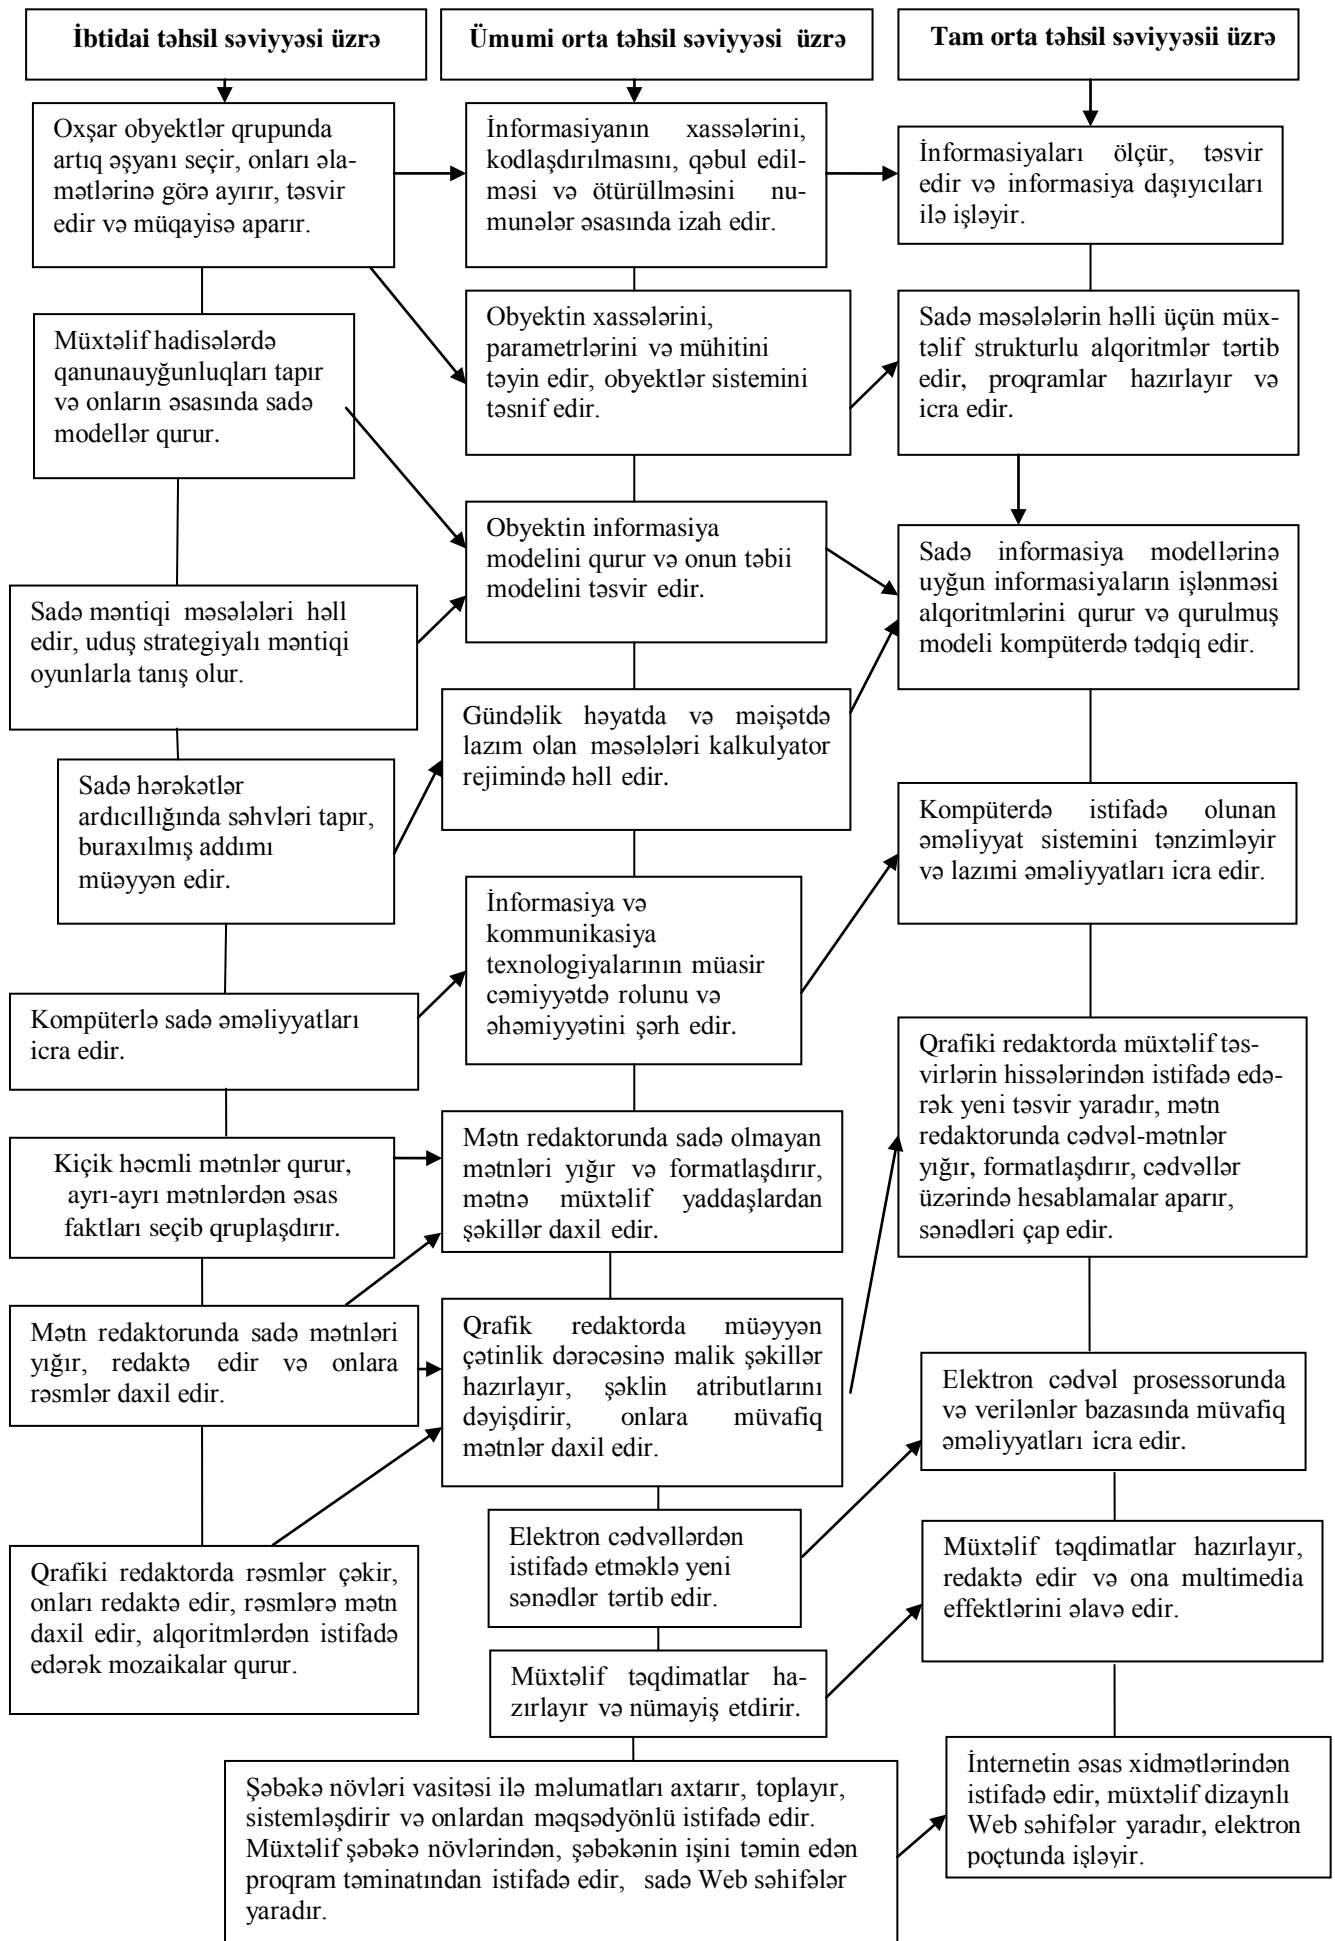 İbtidai təhsil səviyyəsi üzrə
Oxşar obyektlər qrupunda
artıq əşyanı seçir, onları əla-
mətlərinə görə ayırır, təsvir
edir və müqayisə aparır.
Müxtəlif hadisələrdə
qanunauyğunluqları tapır
və onların əsasında sadə
modellər qurur.
Sadə məntiqi məsələləri həll
edir, uduş strategiyalı məntiqi
oyunlarla tanış olur.
Sadə hərəkətlər
ardıcıllığında səhvləri tapır,
buraxılmış addımı
müəyyən edir.
Kompüterlə sadə əməliyyatları
icra edir.
Kiçik həcmli mətnlər qurur,
ayrı-ayrı mətnlərdən əsas
faktları seçib qruplaşdırır.
Mətn redaktorunda sadə mətnləri
yığır, redaktə edir və onlara
rəsmlər daxil edir.
Qrafiki redaktorda rəsmlər çəkir,
onları redaktə edir, rəsmlərə mətn
daxil edir, alqoritmlərdən istifadə
edərək mozaikalar qurur.
Ümumi orta təhsil səviyyəsi üzrə
İnformasiyanın xassələrini,
kodlaşdırılmasını, qəbul edil-
məsi və ötürüllməsini nu-
munələr əsasında izah edir.
Obyektin xassələrini,
parametrlərini və mühitini
təyin edir, obyektlər sistemini
təsnif edir.
Obyektin informasiya
modelini qurur və onun təbii
modelini təsvir edir.
Gündəlik həyatda və məişətdə
lazım olan məsələləri kalkulyator
rejimində həll edir.
İnformasiya və
kommunikasiya
texnologiyalarının müasir
cəmiyyətdə rolunu və
əhəmiyyətini şərh edir.
Mətn redaktorunda sadə olmayan
mətnləri yığır və formatlaşdırır,
mətnə müxtəlif yaddaşlardan
şəkillər daxil edir.
Qrafik redaktorda müəyyən
çətinlik dərəcəsinə malik şəkillər
hazırlayır, şəklin atributlarını
dəyişdirir, onlara müvafiq
mətnlər daxil edir.
Elektron cədvəllərdən
istifadə etməklə yeni
sənədlər tərtib edir.
Müxtəlif təqdimatlar ha-
zırlayır və nümayiş etdirir.
Şəbəkə növləri vasitəsi ilə məlumatları axtarır, toplayır,
sistemləşdirir və onlardan məqsədyönlü istifadə edir.
Müxtəlif şəbəkə növlərindən, şəbəkənin işini təmin edən
proqram təminatından istifadə edir, sadə Web səhifələr
yaradır.
Tam orta təhsil səviyyəsii üzrə
İnformasiyaları ölçür, təsvir
edir və informasiya daşıyıcıları
ilə işləyir.
Sadə məsələlərin həlli üçün müx-
təlif strukturlu alqoritmlər tərtib
edir, proqramlar hazırlayır və
icra edir.
Sadə informasiya modellərinə
uyğun informasiyaların işlənməsi
alqoritmlərini qurur və qurulmuş
modeli kompüterdə tədqiq edir.
Kompüterdə istifadə olunan
əməliyyat sistemini tənzimləyir
və lazımi əməliyyatları icra edir.
Qrafiki redaktorda müxtəlif təs-
virlərin hissələrindən istifadə edə-
rək yeni təsvir yaradır, mətn
redaktorunda cədvəl-mətnlər
yığır, formatlaşdırır, cədvəllər
üzərində hesablamalar aparır,
sənədləri çap edir.
Elektron cədvəl prosessorunda
və verilənlər bazasında müvafiq
əməliyyatları icra edir.
Müxtəlif təqdimatlar hazırlayır,
redaktə edir və ona multimedia
effektlərini əlavə edir.
İnternetin əsas xidmətlərindən
istifadə edir, müxtəlif dizaynlı
Web səhifələr yaradır, elektron
poçtunda işləyir.